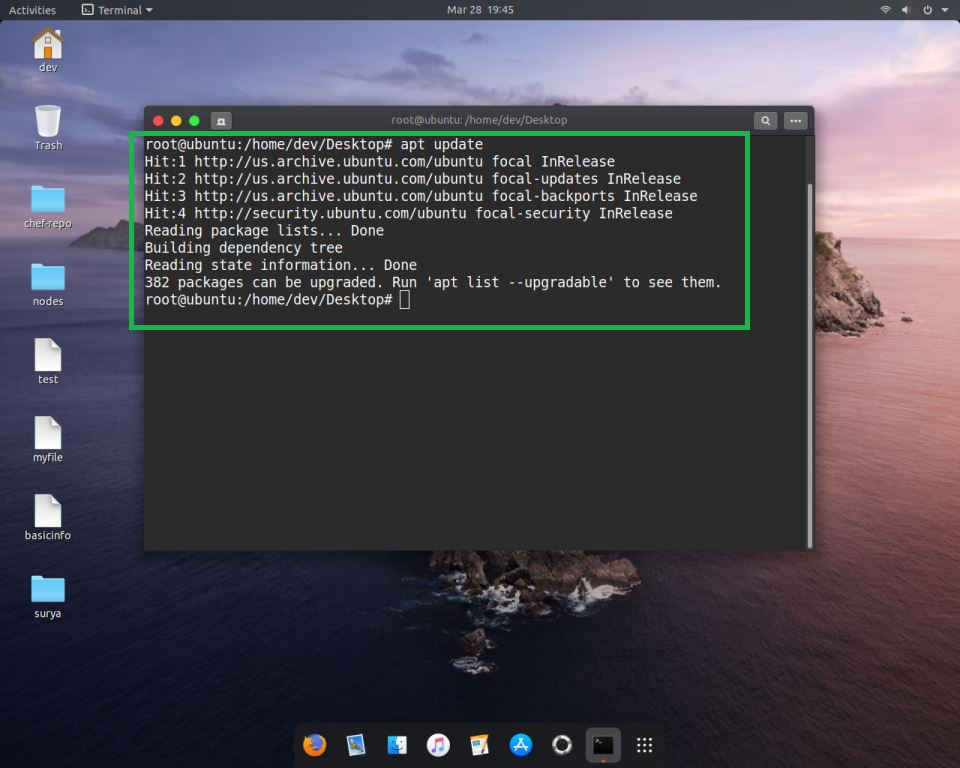 Activities
Terminal
Mar 28 19:45
dev
Trash
chef-repo
nodes
test
myfile
basicinfo
surya
root@ubuntu: /home/dev/Desktop
root@ubuntu:/home/dev/Desktop# apt update
Hit:1 http://us.archive.ubuntu.com/ubuntu focal InRelease
Hit:2 http://us.archive.ubuntu.com/ubuntu focal-updates InRelease
Hit:3 http://us.archive.ubuntu.com/ubuntu focal-backports InRelease
Hit:4 http://security.ubuntu.com/ubuntu focal-security InRelease
Reading package lists... Done
Building dependency tree
Reading state information... Done
382 packages can be upgraded. Run 'apt list --upgradable' to see them.
root@ubuntu:/home/dev/Desktop#